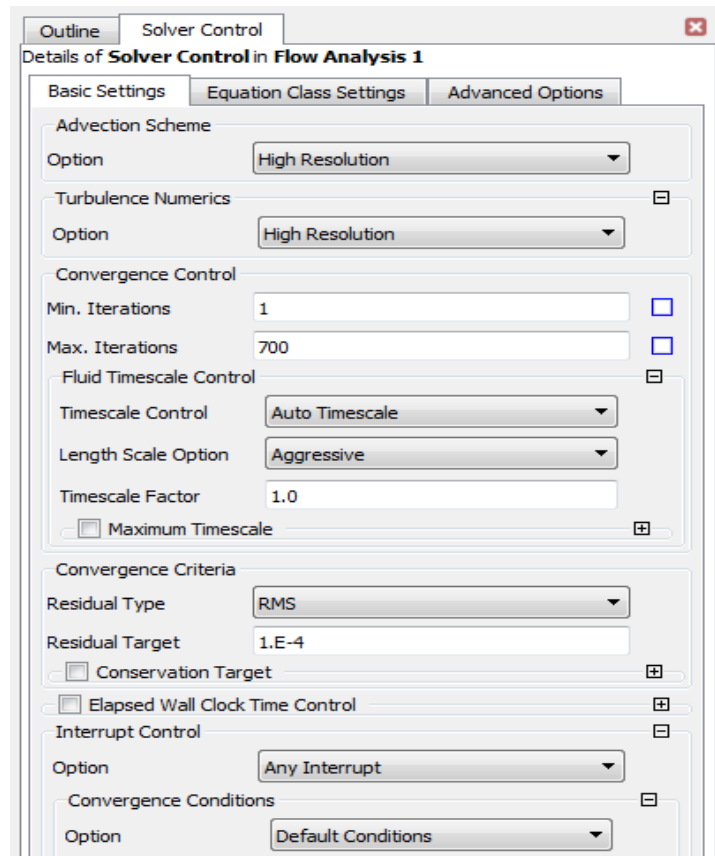 Outline Solver Control
Details of Solver Control in Flow Analysis 1
Basic Settings Equation Class Settings Advanced Options
Advection Scheme
Option High Resolution
Turbulence Numerics
Option High Resolution
Convergence Control
Min. Iterations 1
Max. Iterations 700
Fluid Timescale Control
Timescale Control Auto Timescale
Length Scale Option Aggressive
Timescale Factor 1.0
Maximum Timescale
Convergence Criteria
Residual Type RMS
Residual Target 1.E-4
Conservation Target
Elapsed Wall Clock Time Control
Interrupt Control
Option Any Interrupt
Convergence Conditions
Option Default Conditions